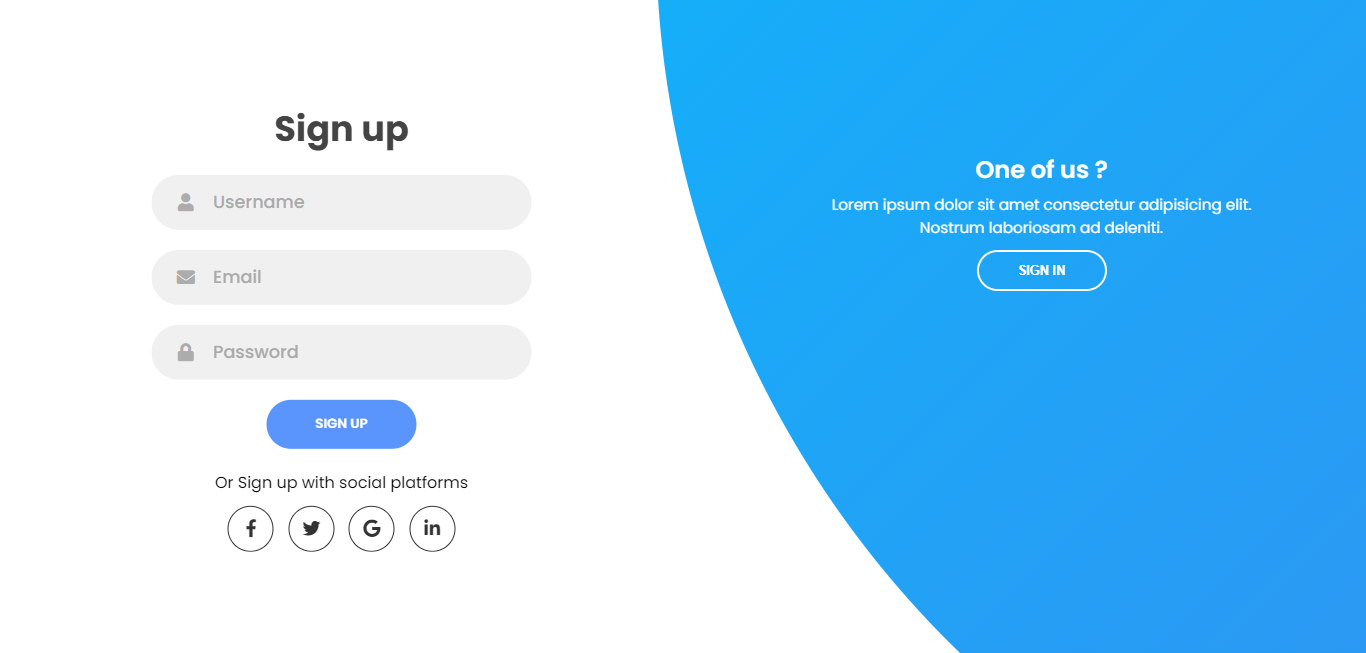 Sign up
Username
Email
Password
SIGN UP
Or Sign up with social platforms
One of us ?
Lorem ipsum dolor sit amet consectetur adipisicing elit.
Nostrum laboriosam ad deleniti.
SIGN IN